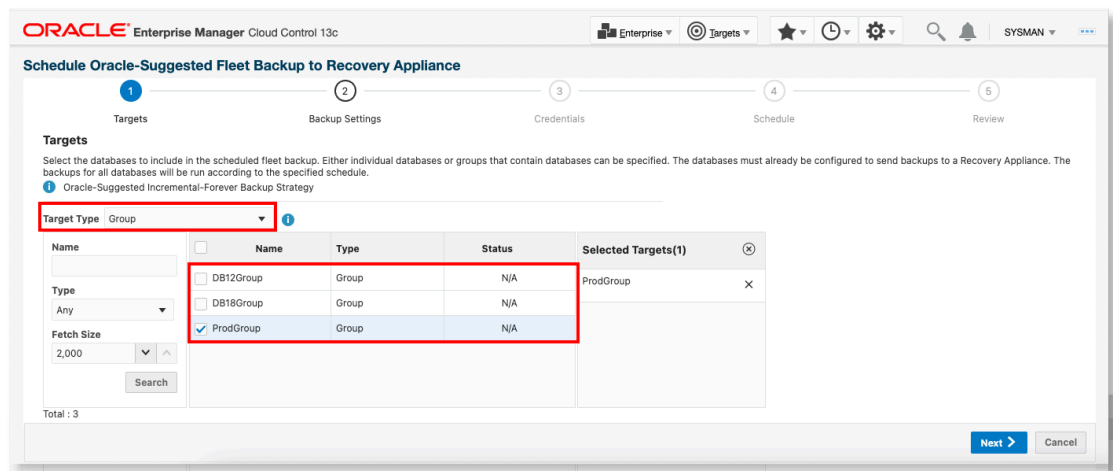 ORACLE Enterprise Manager Cloud Control 13c
Enterprise
Targets
SYSMAN
Schedule Oracle-Suggested Fleet Backup to Recovery Appliance
1
2
3
4
5
Targets
Backup Settings
Credentials
Schedule
Review
Targets
Select the databases to include in the scheduled fleet backup. Either individual databases or groups that contain databases can be specified. The databases must already be configured to send backups to a Recovery Appliance. The
backups for all databases will be run according to the specified schedule.
Oracle-Suggested Incremental-Forever Backup Strategy
Target Type Group
Name
Type
Any
Fetch Size
2,000
Search
Name Type Status
DB12Group Group N/A
DB18Group Group N/A
ProdGroup Group N/A
Selected Targets(1)
ProdGroup
Total : 3
Next
Cancel